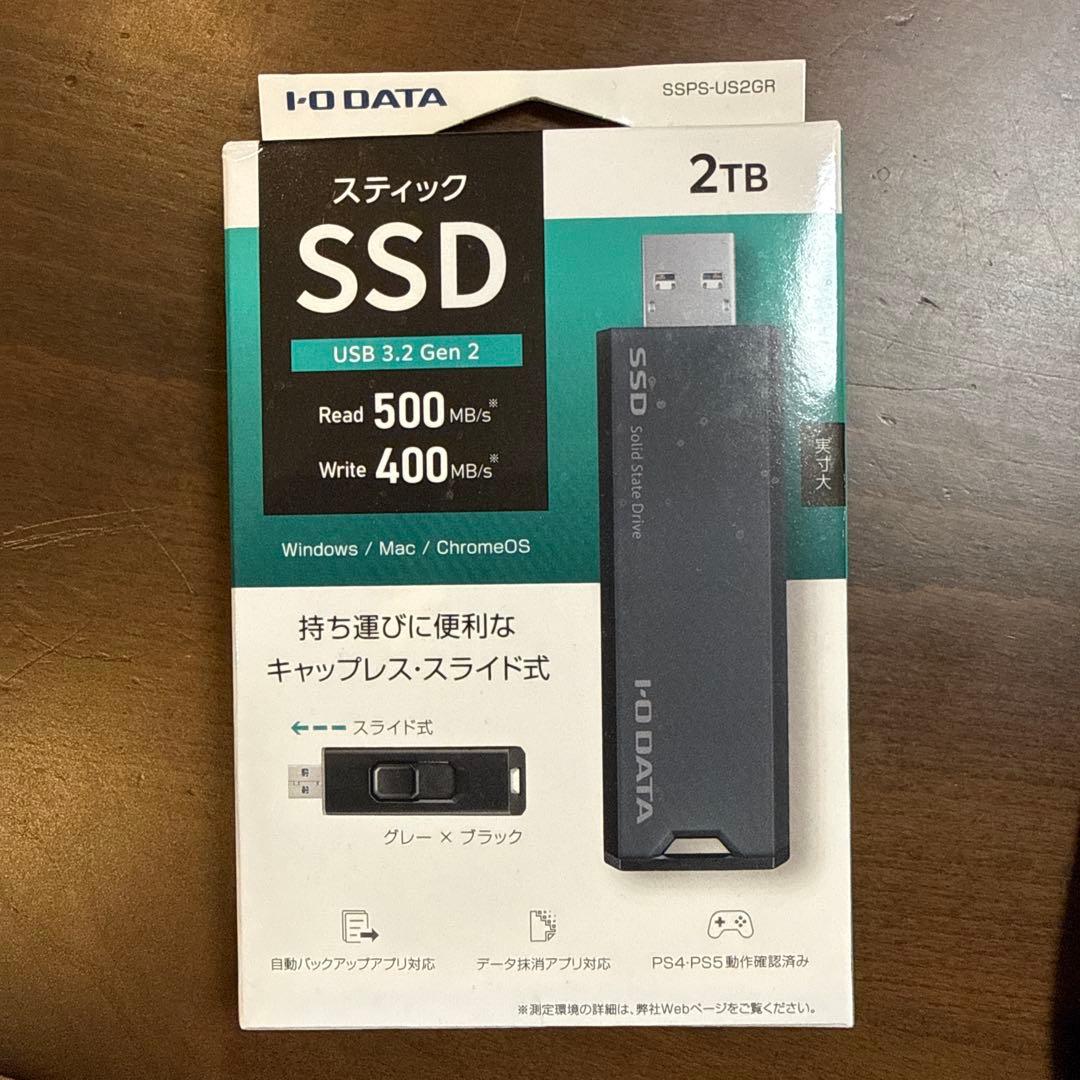 I-O DATA
SSPS-US2GR
スティック
SSD
USB 3.2 Gen 2
Read 500 MB/s※
Write 400 MB/s※
Windows / Mac / ChromeOS
2TB
SSD Solid State Drive
I-O DATA
実寸大
持ち運びに便利な
キャップレス・スライド式
スライド式
グレー × ブラック
自動バックアップアプリ対応
データ抹消アプリ対応
PS4・PS5動作確認済み
※測定環境の詳細は、弊社Webページをご覧ください。